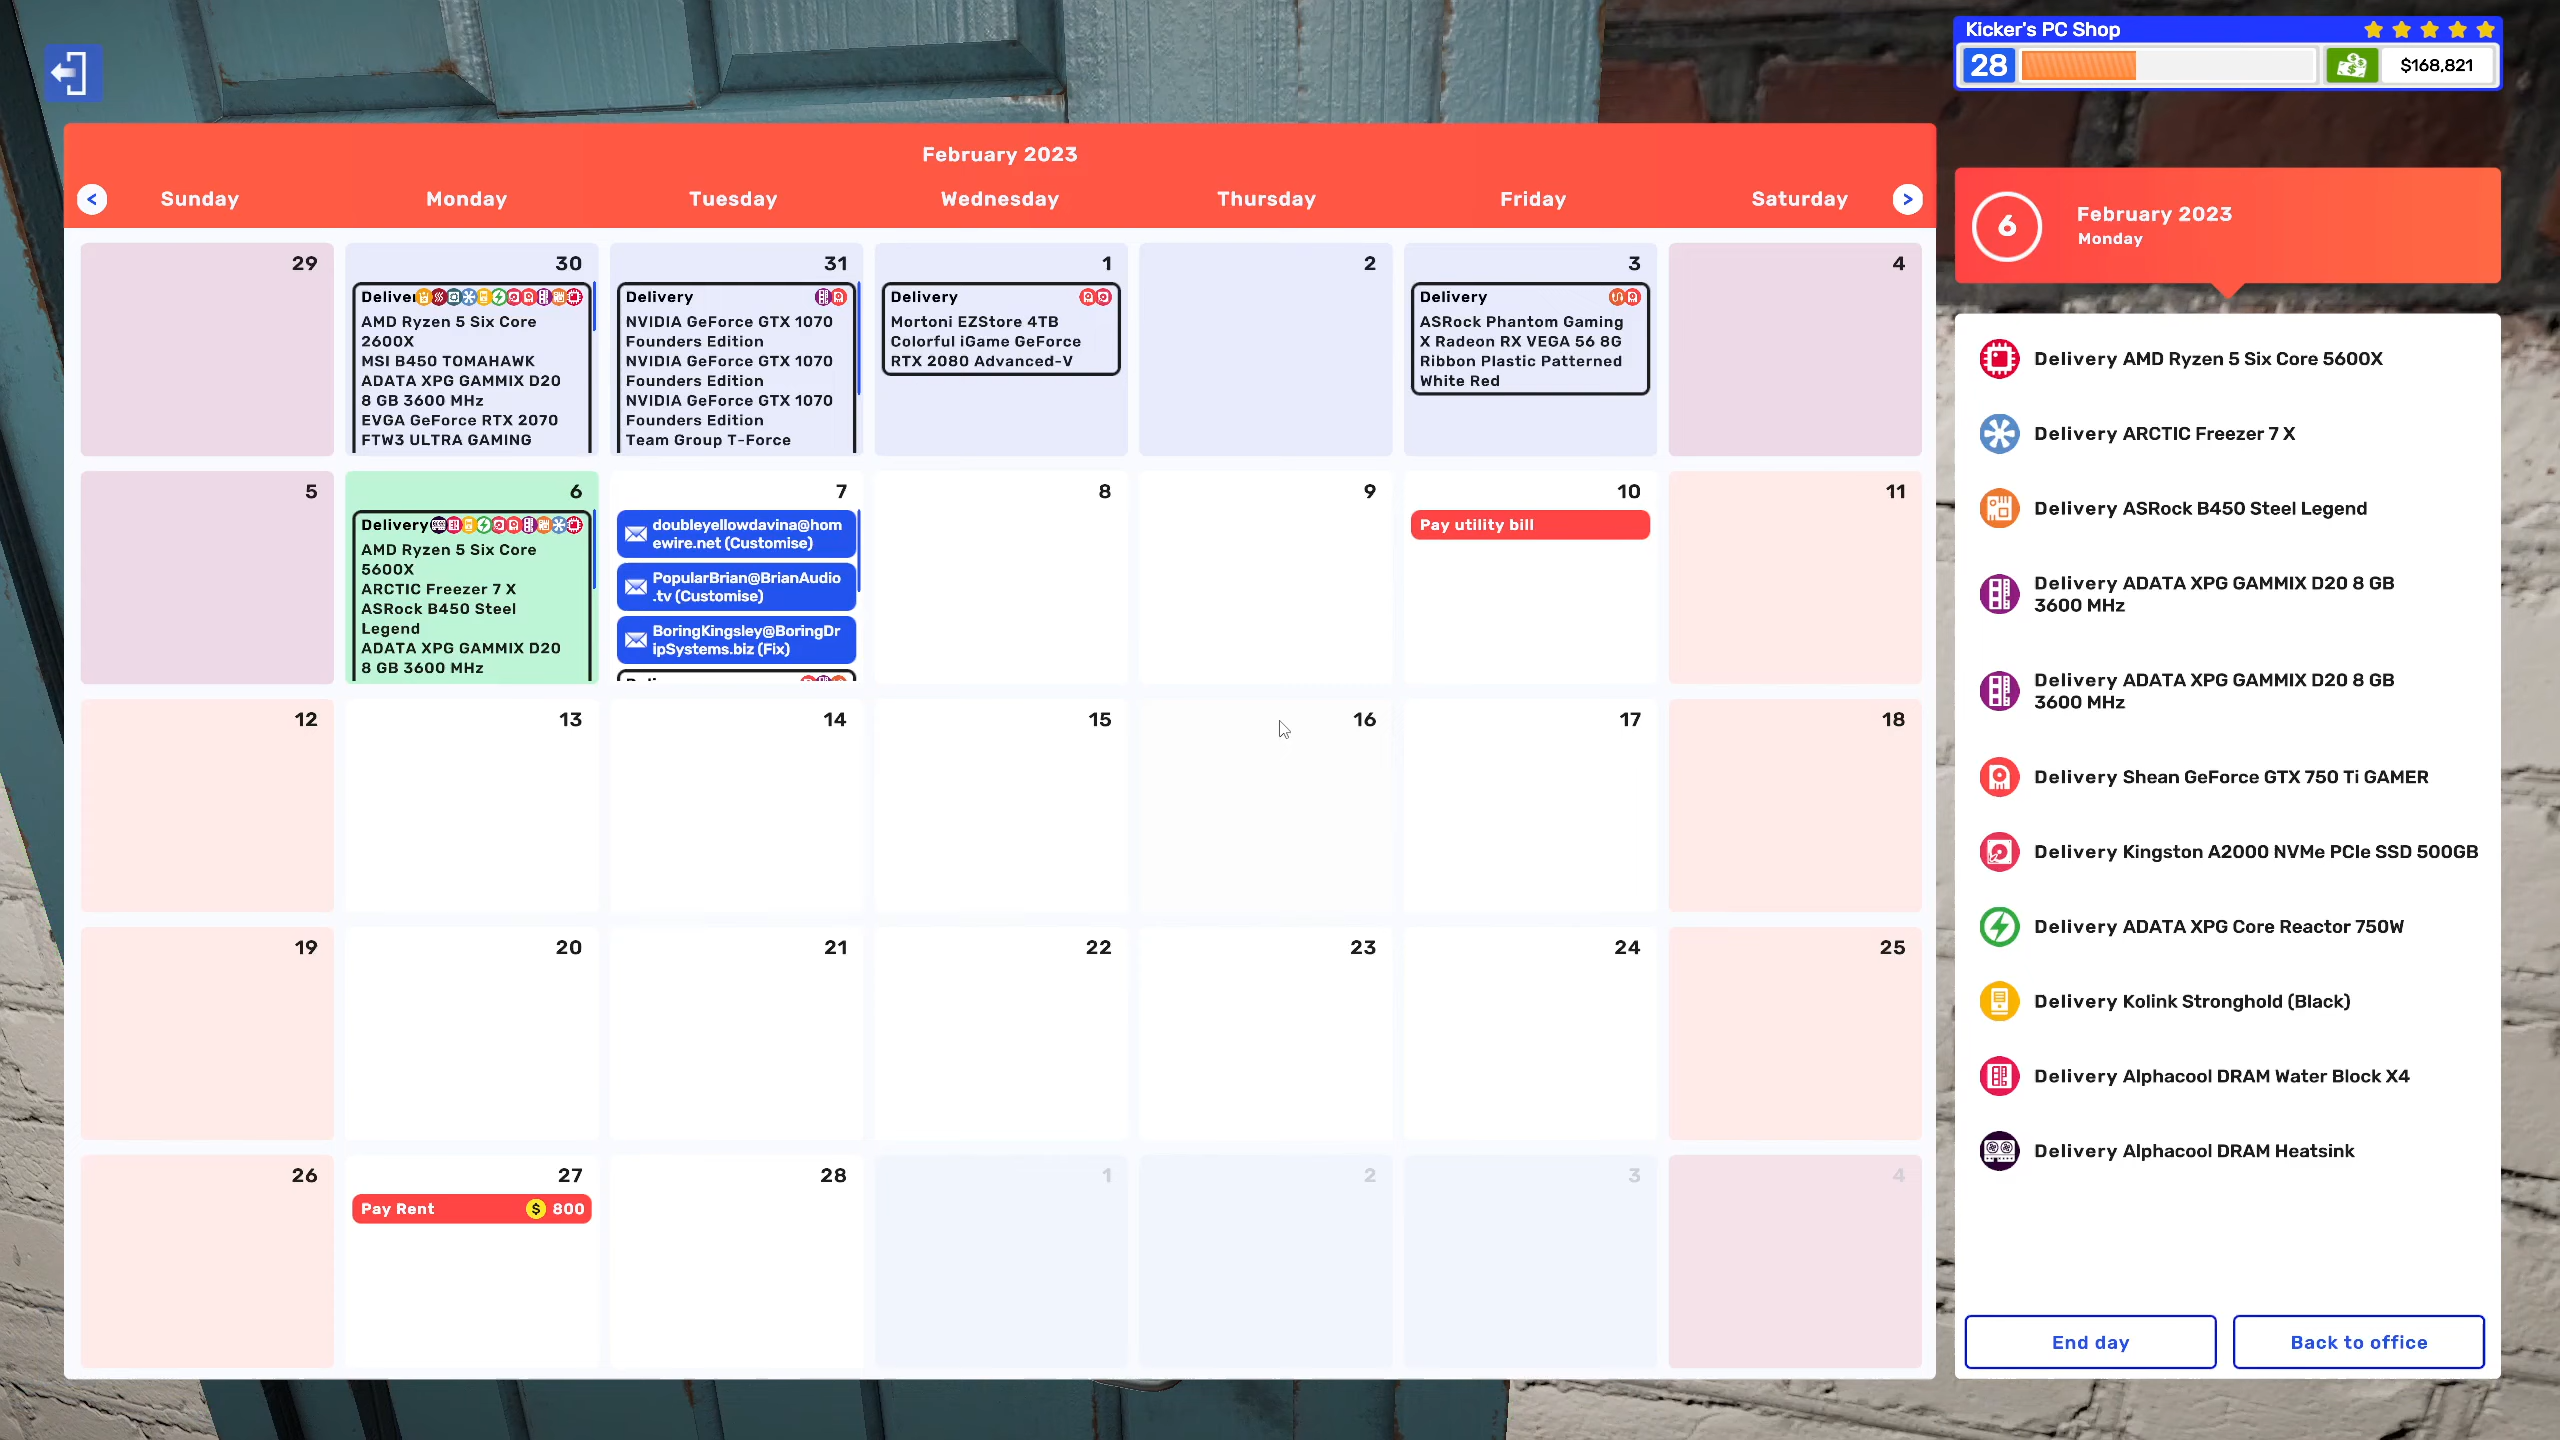 Kicker's PC Shop
28
$168,821
February 2023
<
Sunday
Monday
Tuesday
Wednesday
Thursday
Friday
Saturday
>
29
30
Deliver
AMD Ryzen 5 Six Core
2600X
MSI B450 TOMAHAWK
ADATA XPG GAMMIX D20
8 GB 3600 MHz
EVGA GeForce RTX 2070
FTW3 ULTRA GAMING
31
Delivery
NVIDIA GeForce GTX 1070
Founders Edition
NVIDIA GeForce GTX 1070
Founders Edition
NVIDIA GeForce GTX 1070
Founders Edition
Team Group T-Force
1
Delivery
Mortoni EZStore 4TB
Colorful iGame GeForce
RTX 2080 Advanced-V
2
3
Delivery
ASRock Phantom Gaming
X Radeon RX VEGA 56 8G
Ribbon Plastic Patterned
White Red
4
5
6
Delivery
AMD Ryzen 5 Six Core
5600X
ARCTIC Freezer 7 X
ASRock B450 Steel
Legend
ADATA XPG GAMMIX D20
8 GB 3600 MHz
7
doubleyellowdavina@hom
ewire.net (Customise)
PopularBrian@BrianAudio
.tv (Customise)
BoringKingsley@BoringDr
ipSystems.biz (Fix)
8
9
10
Pay utility bill
11
12
13
14
15
16
17
18
19
20
21
22
23
24
25
26
27
Pay Rent $ 800
28
1
2
3
4
6
February 2023
Monday
Delivery AMD Ryzen 5 Six Core 5600X
Delivery ARCTIC Freezer 7 X
Delivery ASRock B450 Steel Legend
Delivery ADATA XPG GAMMIX D20 8 GB
3600 MHz
Delivery ADATA XPG GAMMIX D20 8 GB
3600 MHz
Delivery Shean GeForce GTX 750 Ti GAMER
Delivery Kingston A2000 NVMe PCIe SSD 500GB
Delivery ADATA XPG Core Reactor 750W
Delivery Kolink Stronghold (Black)
Delivery Alphacool DRAM Water Block X4
Delivery Alphacool DRAM Heatsink
End day
Back to office